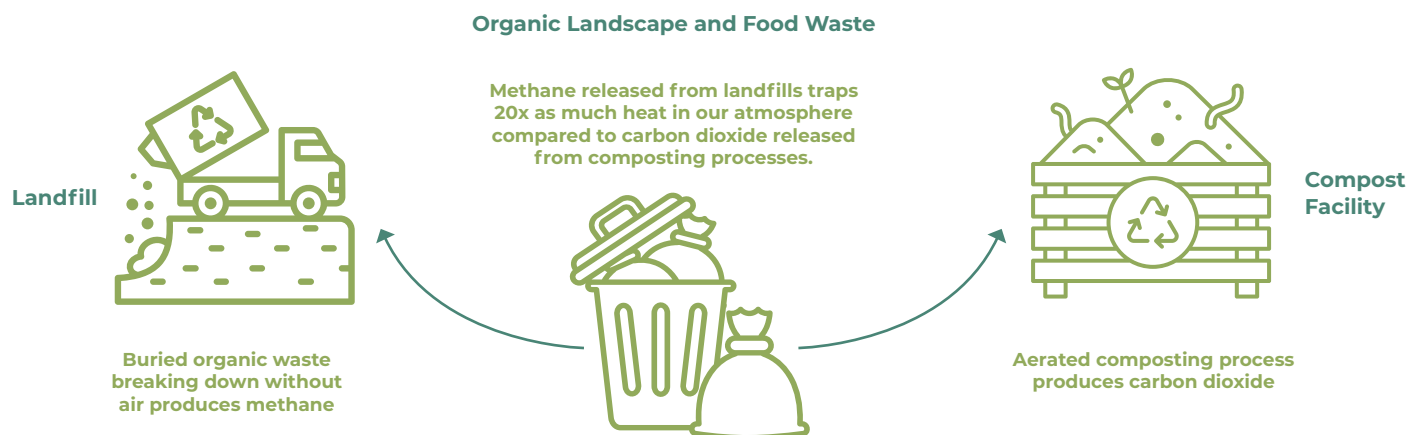 Organic Landscape and Food Waste
Methane released from landfills traps
20x as much heat in our atmosphere
compared to carbon dioxide released
from composting processes.
Landfill
Compost
Facility
Buried organic waste
breaking down without
air produces methane
Aerated composting process
produces carbon dioxide